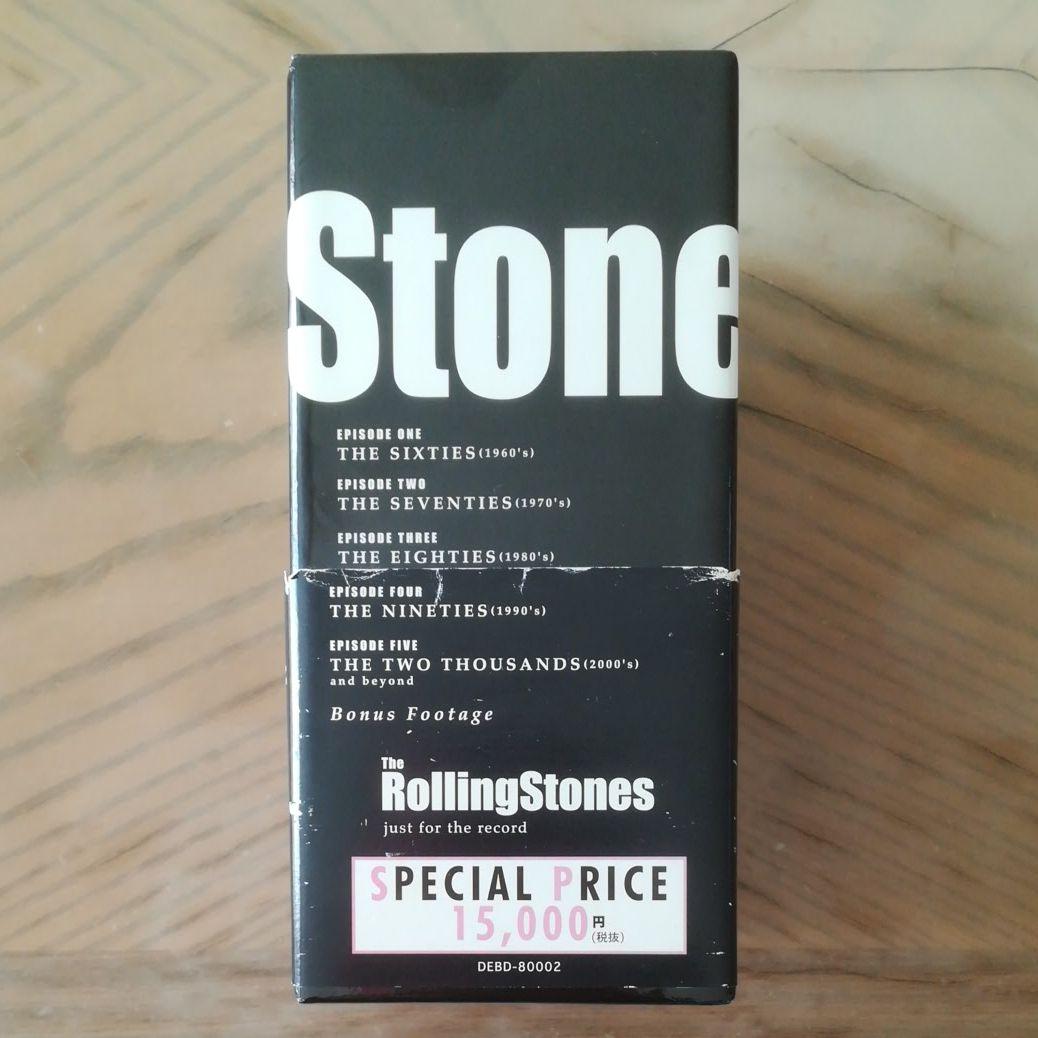 Stone
EPISODE ONE
THE SIXTIES(1960's)
EPISODE TWO
THE SEVENTIES(1970's)
EPISODE THREE
THE EIGHTIES(1980's)
EPISODE FOUR
THE NINETIES(1990's)
EPISODE FIVE
THE TWO THOUSANDS(2000's)
and beyond
Bonus Footage
The
RollingStones
just for the record
SPECIAL PRICE
15,000円
(税抜)
DEBD-80002